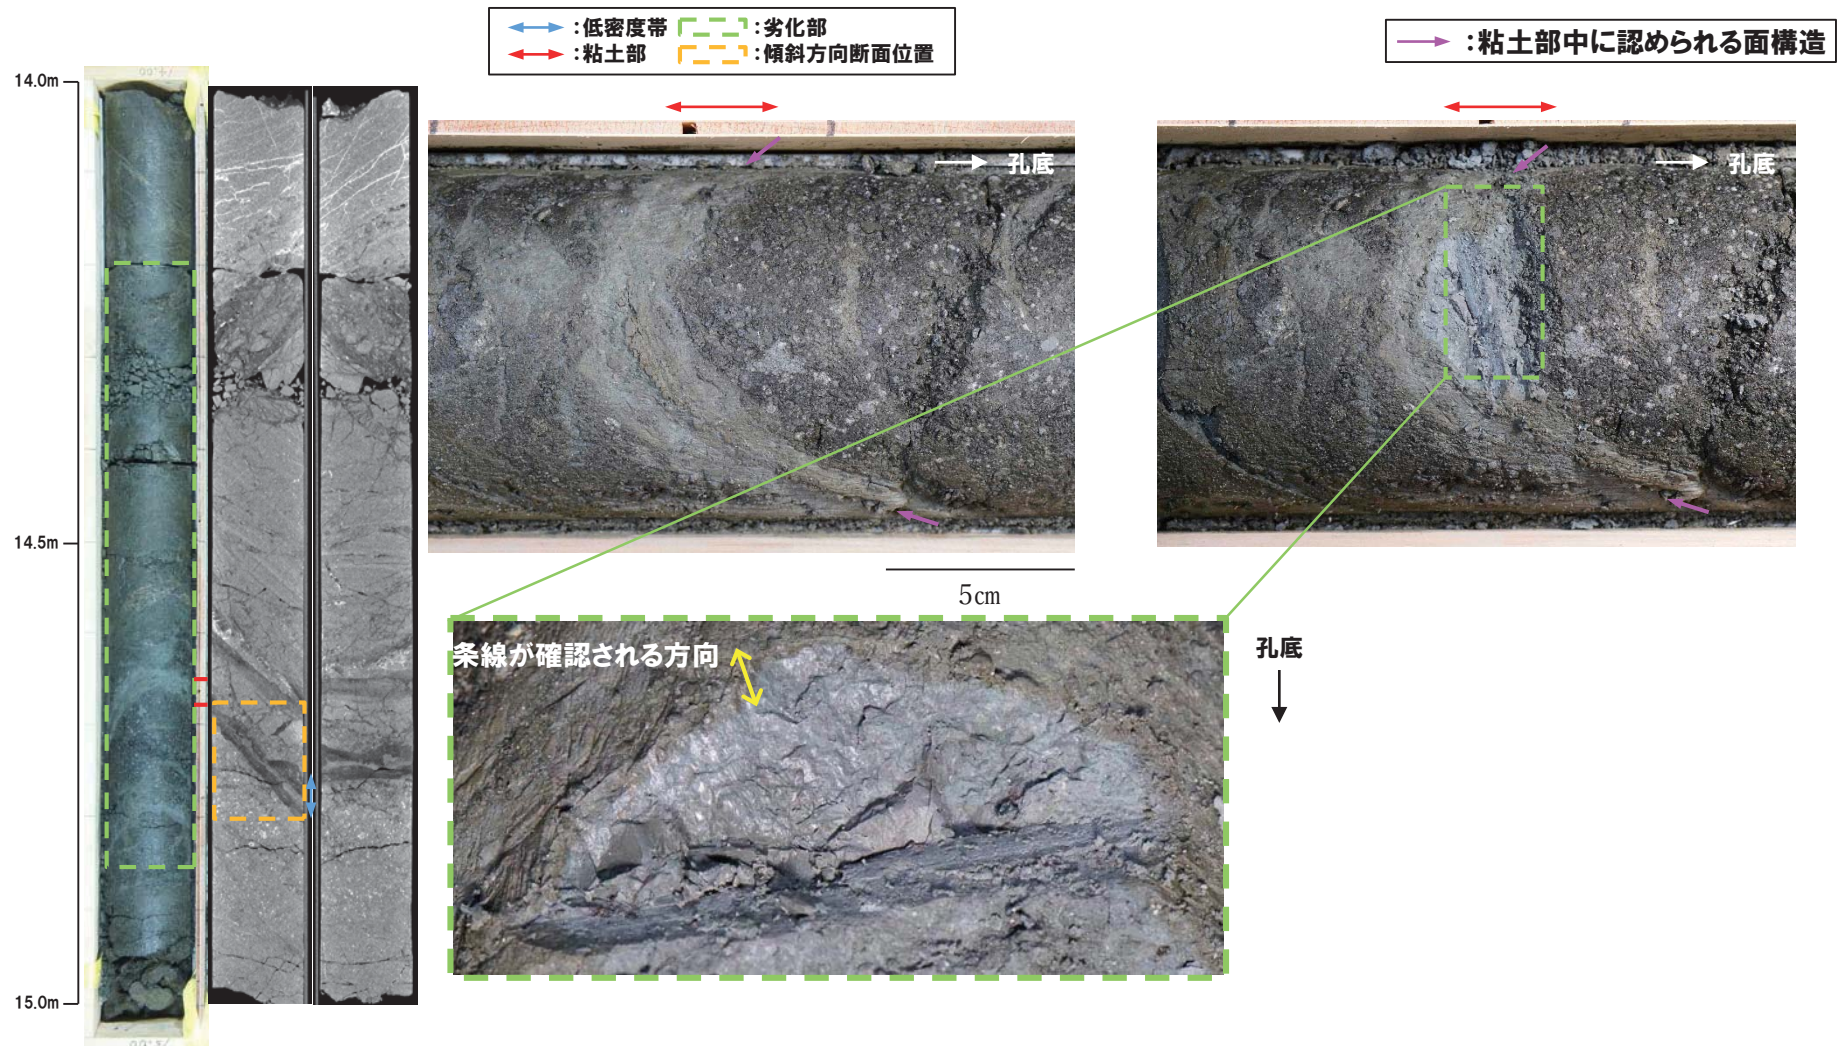 :低密度帯 :劣化部
:粘土部 :傾斜方向断面位置
:粘土部中に認められる面構造
14.0m
14.5m
15.0m
孔底
孔底
5cm
条線が確認される方向
孔底